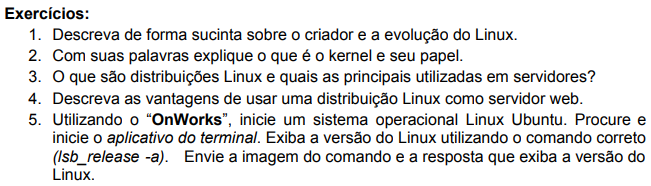 Exercícios:
1. Descreva de forma sucinta sobre o criador e a evolução do Linux.
2. Com suas palavras explique o que é o kernel e seu papel.
3. O que são distribuições Linux e quais as principais utilizadas em servidores?
4. Descreva as vantagens de usar uma distribuição Linux como servidor web.
5. Utilizando o “OnWorks”, inicie um sistema operacional Linux Ubuntu. Procure e
inicie o aplicativo do terminal. Exiba a versão do Linux utilizando o comando correto
(lsb_release -a). Envie a imagem do comando e a resposta que exiba a versão do
Linux.